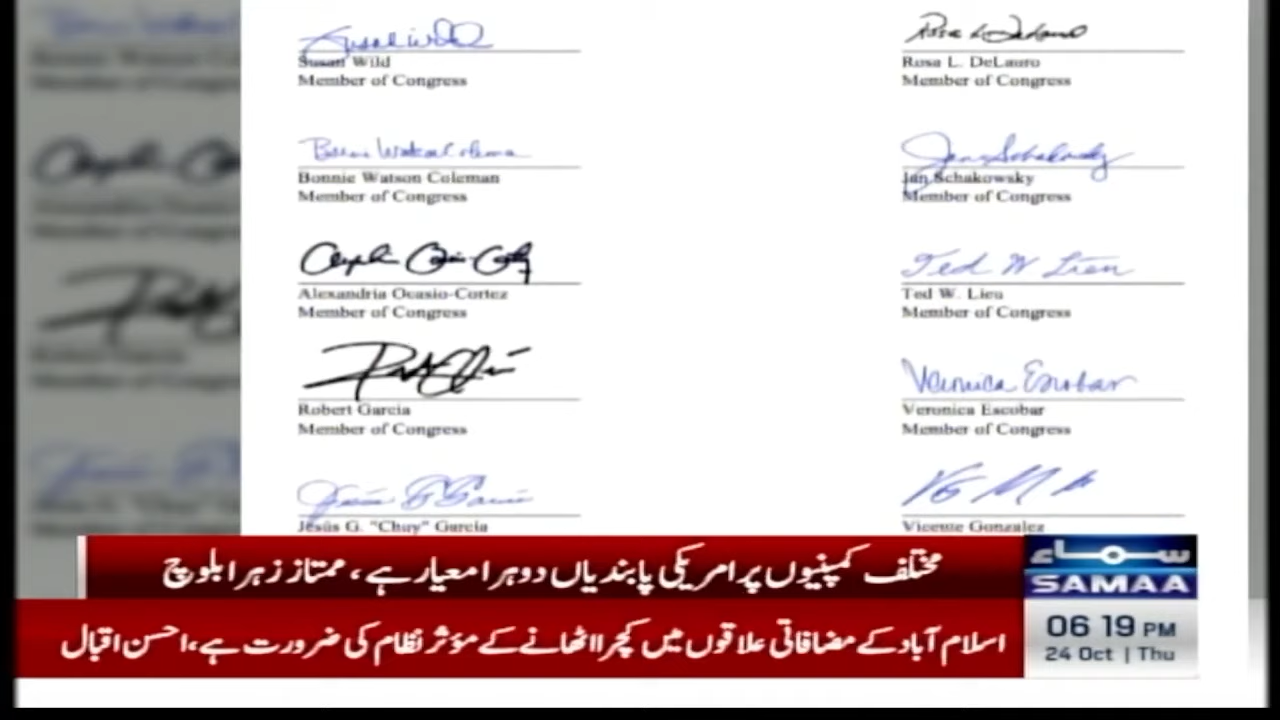 Susan Wild
Member of Congress
Rosa L. DeLauro
Member of Congress
Bonnie Watson Coleman
Member of Congress
Jan Schakowsky
Member of Congress
Alexandria Ocasio-Cortez
Member of Congress
Ted W. Lieu
Member of Congress
Robert Garcia
Member of Congress
Veronica Escobar
Member of Congress
Jesús G. "Chuy" Garcia
Vicente Gonzalez
مختلف کمپنیوں پر امریکی پابندیاں دوہرا معیار ہے، ممتاز زہرا بلوچ
سماء
SAMAA
اسلام آباد کے مضافاتی علاقوں میں کچرا اٹھانے کے مؤثر نظام کی ضرورت ہے، احسن اقبال
06 19 PM
24 Oct | Thu